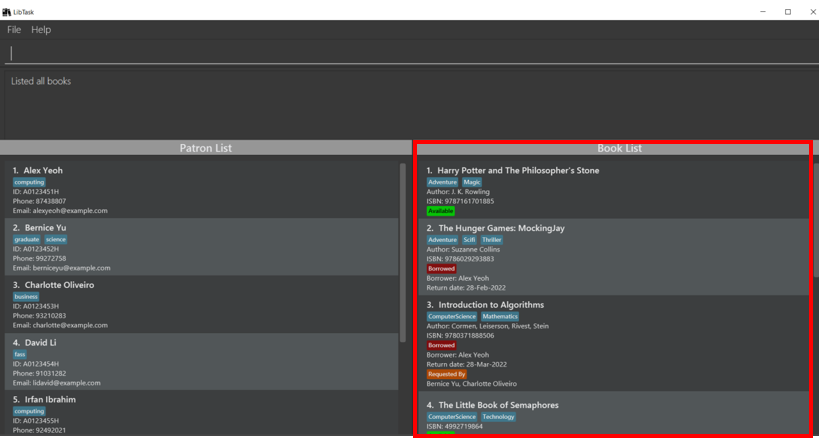 LibTask
File Help
Listed all books
Patron List
1. Alex Yeoh
computing
ID: A0123451H
Phone: 87438807
Email: alexyeoh@example.com
2. Bernice Yu
graduate science
ID: A0123452H
Phone: 99272758
Email: berniceyu@example.com
3. Charlotte Oliveiro
business
ID: A0123453H
Phone: 93210283
Email: charlotte@example.com
4. David Li
fass
ID: A0123454H
Phone: 91031282
Email: lidavid@example.com
5. Irfan Ibrahim
computing
ID: A0123455H
Phone: 92492021
Book List
1. Harry Potter and The Philosopher's Stone
Adventure Magic
Author: J. K. Rowling
ISBN: 9787161701885
Available
2. The Hunger Games: MockingJay
Adventure Scifi Thriller
Author: Suzanne Collins
ISBN: 9786029293883
Borrowed
Borrower: Alex Yeoh
Return date: 28-Feb-2022
3. Introduction to Algorithms
ComputerScience Mathematics
Author: Cormen, Leiserson, Rivest, Stein
ISBN: 9780371888506
Borrowed
Borrower: Alex Yeoh
Return date: 28-Mar-2022
Requested By
Bernice Yu, Charlotte Oliveiro
4. The Little Book of Semaphores
ComputerScience Technology
ISBN: 4992719864